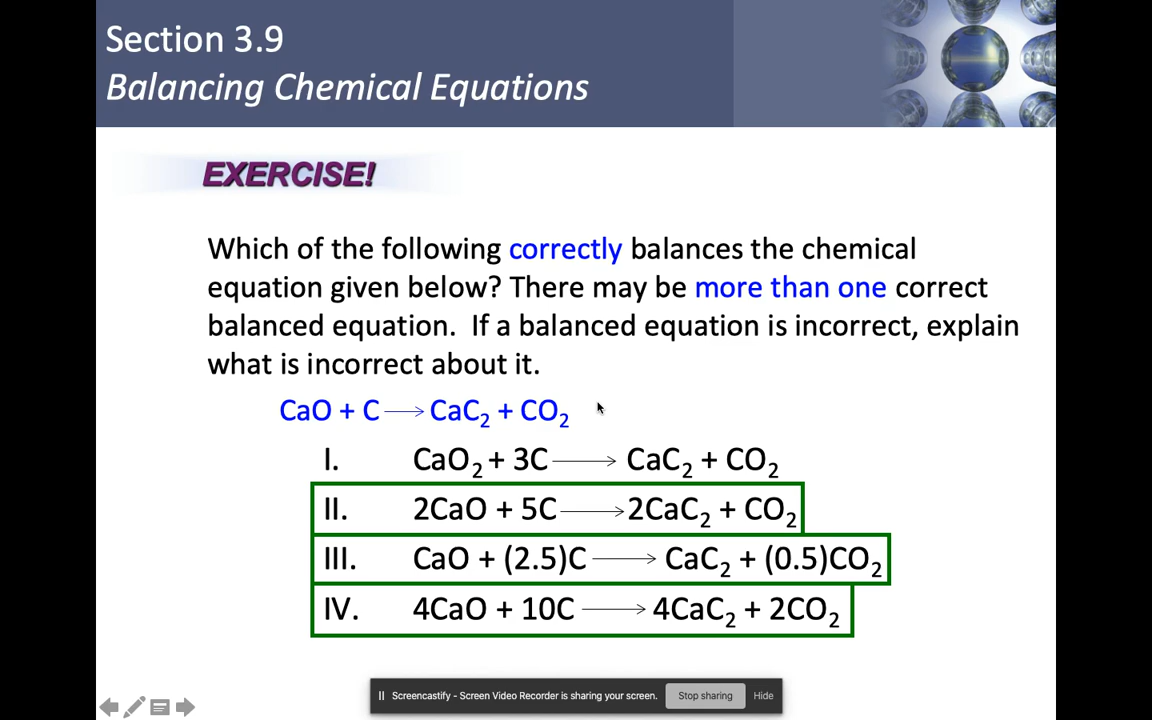 Section 3.9
Balancing Chemical Equations
EXERCISE!
Which of the following correctly balances the chemical
equation given below? There may be more than one correct
balanced equation. If a balanced equation is incorrect, explain
what is incorrect about it.
CaO + C ⟶ CaC₂ + CO₂
I. CaO₂ + 3C ⟶ CaC₂ + CO₂
II. 2CaO + 5C ⟶ 2CaC₂ + CO₂
III. CaO + (2.5)C ⟶ CaC₂ + (0.5)CO₂
IV. 4CaO + 10C ⟶ 4CaC₂ + 2CO₂
Screencastify - Screen Video Recorder is sharing your screen. Stop sharing Hide